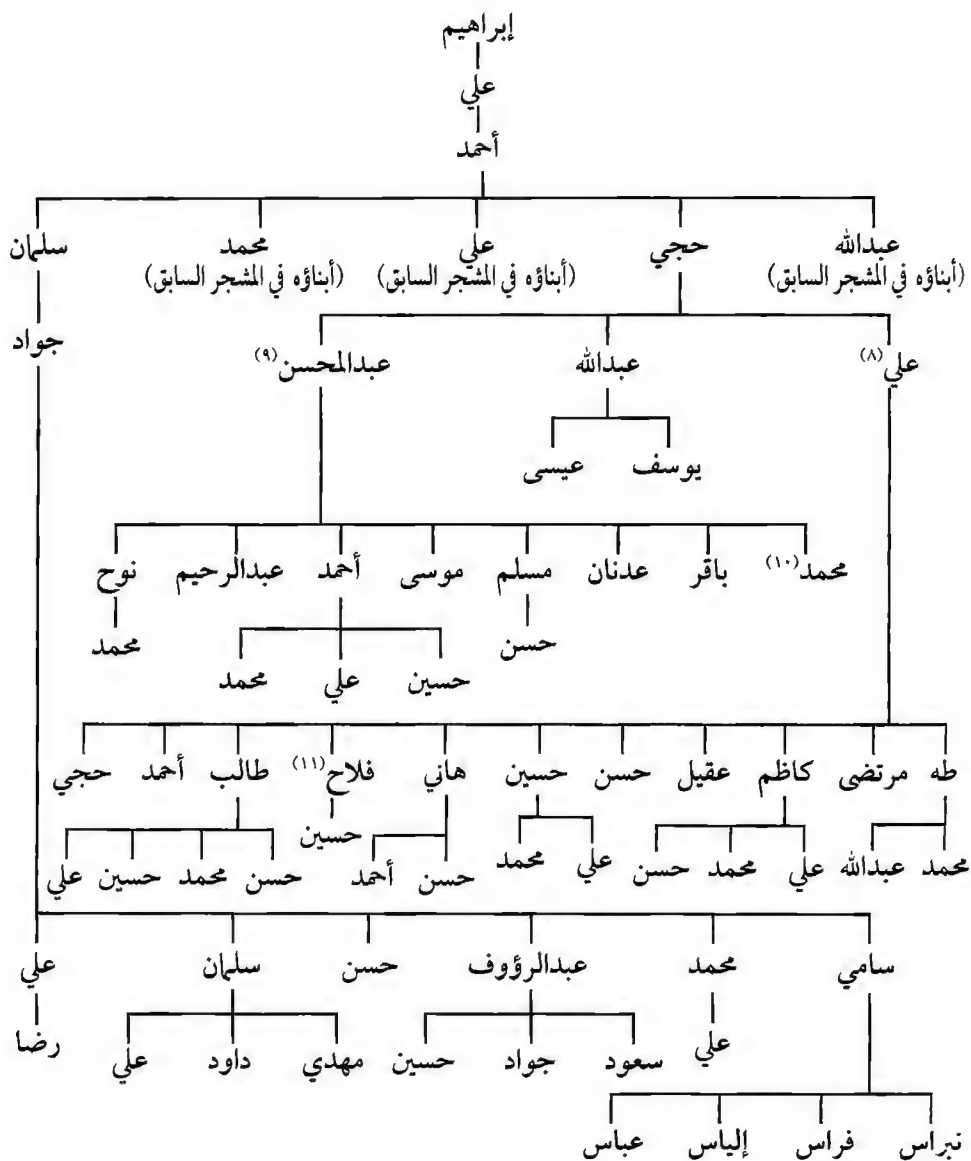 إبراهيم
علي
أحمد
عبدالله حجي علي محمد سلمان
(أبناؤه في المشجر السابق) (أبناؤه في المشجر السابق) (أبناؤه في المشجر السابق)
جواد
علي (٨) عبدالله عبدالمحسن (٩)
يوسف عيسى
محمد (١٠) باقر عدنان مسلم موسى أحمد عبدالرحيم نوح
حسن محمد
حسين علي محمد
طه مرتضى كاظم عقيل حسن حسين هاني فلاح (١١) طالب أحمد حجي
محمد عبدالله علي محمد حسن علي محمد حسن أحمد حسين حسن محمد حسين علي
سامي محمد عبدالرؤوف حسن سلمان علي
علي سعود جواد حسين مهدي داود علي رضا
نبراس فراس إلياس عباس